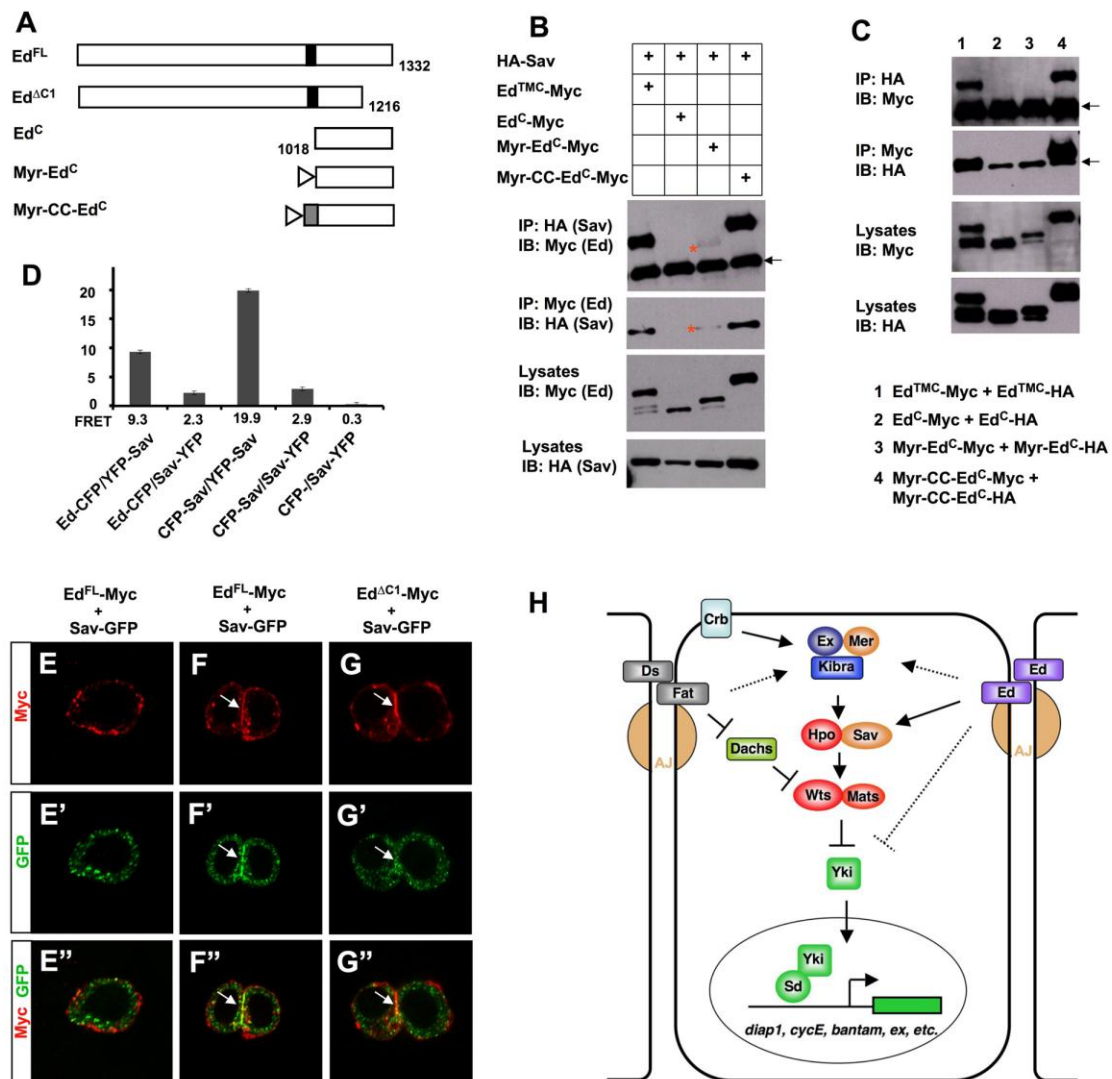 A
Ed^FL
1332
Ed^ΔC1
1216
Ed^C
1018
Myr-Ed^C
Myr-CC-Ed^C
B
HA-Sav + + + +
Ed^TMC-Myc +
Ed^C-Myc +
Myr-Ed^C-Myc +
Myr-CC-Ed^C-Myc +
IP: HA (Sav)
IB: Myc (Ed)
*
IP: Myc (Ed)
IB: HA (Sav)
*
Lysates
IB: Myc (Ed)
Lysates
IB: HA (Sav)
C
1 2 3 4
IP: HA
IB: Myc
IP: Myc
IB: HA
Lysates
IB: Myc
Lysates
IB: HA
1 Ed^TMC-Myc + Ed^TMC-HA
2 Ed^C-Myc + Ed^C-HA
3 Myr-Ed^C-Myc + Myr-Ed^C-HA
4 Myr-CC-Ed^C-Myc +
Myr-CC-Ed^C-HA
D
20
10
5
0
FRET 9.3 2.3 19.9 2.9 0.3
Ed-CFP/YFP-Sav
Ed-CFP/Sav-YFP
CFP-Sav/YFP-Sav
CFP-Sav/Sav-YFP
CFP-/Sav-YFP
Ed^FL-Myc
+
Sav-GFP
Ed^FL-Myc
+
Sav-GFP
Ed^ΔC1-Myc
+
Sav-GFP
Myc
E
F
G
GFP
E'
F'
G'
Myc GFP
E"
F"
G"
H
Crb
Ex
Mer
Kibra
Ds
Fat
Ed
Ed
Dachs
Hpo
Sav
AJ
AJ
Wts
Mats
Yki
Yki
Sd
diap1, cycE, bantam, ex, etc.